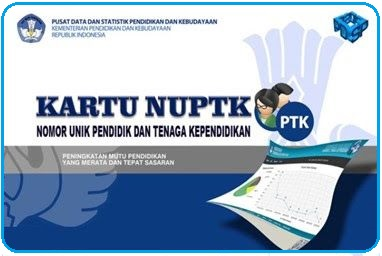 PUSAT DATA DAN STATISTIK PENDIDIKAN DAN KEBUDAYAAN
KEMENTERIAN PENDIDIKAN DAN KEBUDAYAAN
REPUBLIK INDONESIA
KARTU NUPTK
PTK
NOMOR UNIK PENDIDIK DAN TENAGA KEPENDIDIKAN
PENINGKATAN MUTU PENDIDIKAN
YANG MERATA DAN TEPAT SASARAN